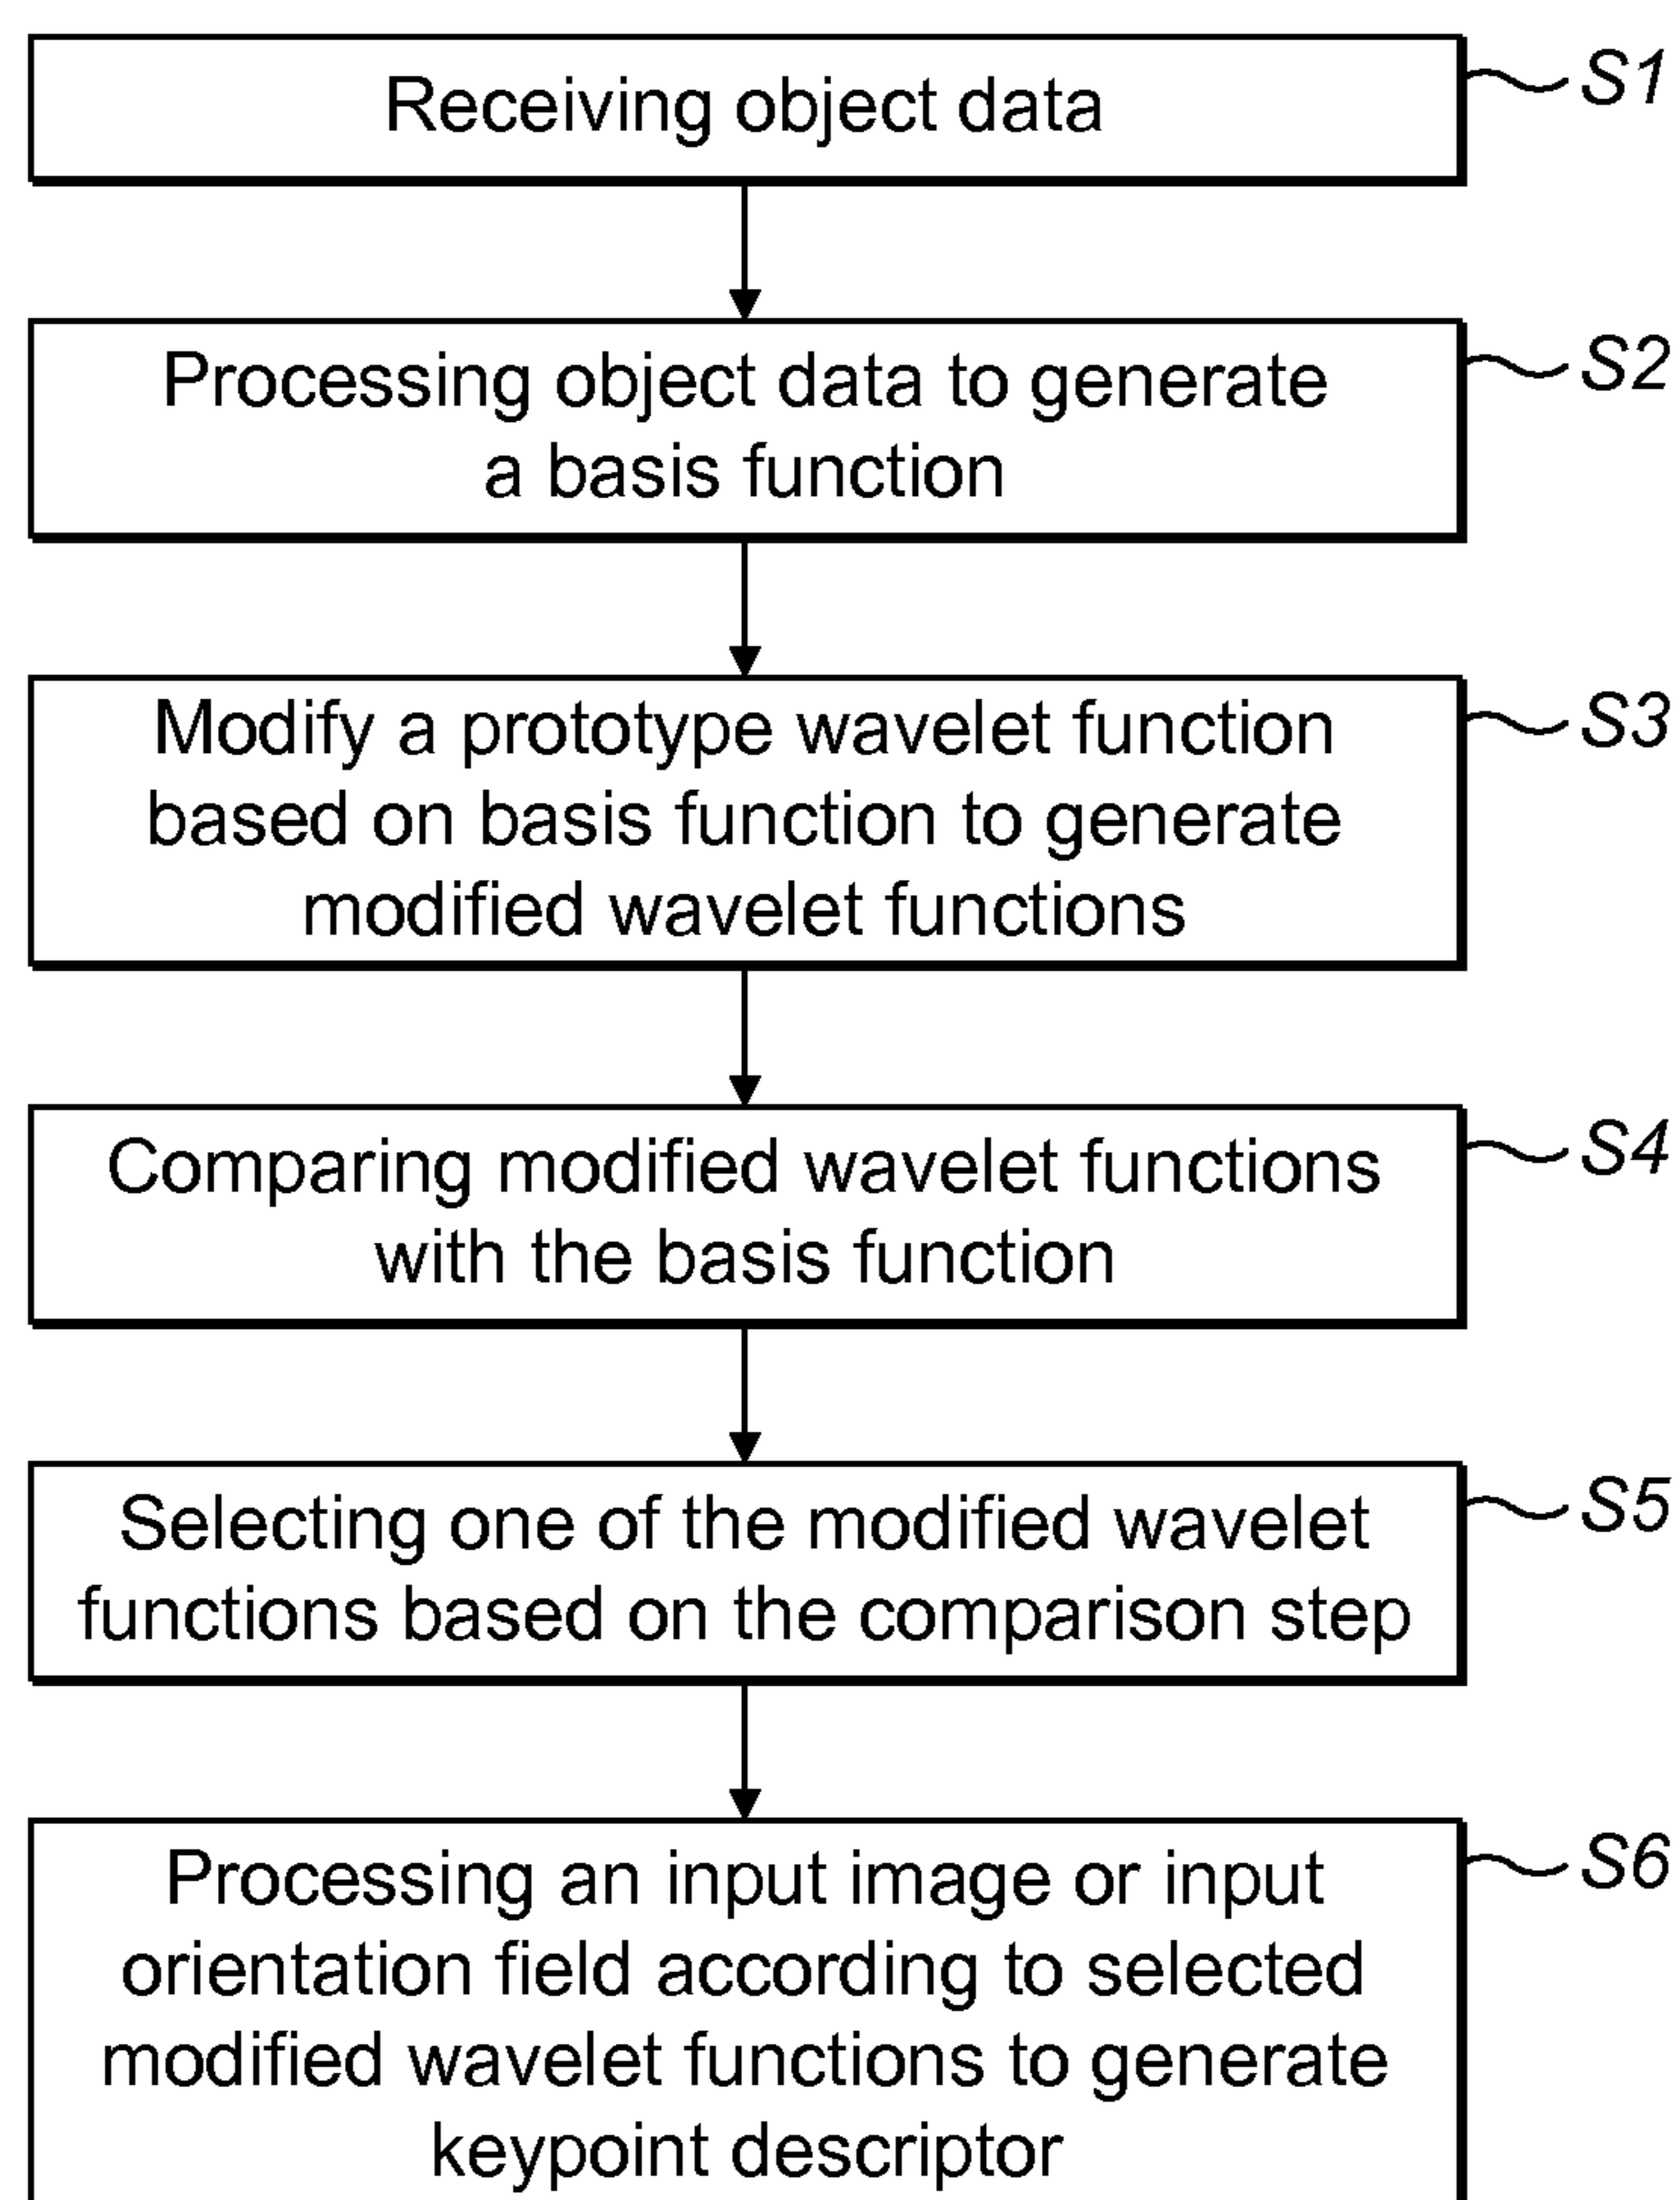 Receiving object data
S1
Processing object data to generate
a basis function
S2
Modify a prototype wavelet function
based on basis function to generate
modified wavelet functions
S3
Comparing modified wavelet functions
with the basis function
S4
Selecting one of the modified wavelet
functions based on the comparison step
S5
Processing an input image or input
orientation field according to selected
modified wavelet functions to generate
keypoint descriptor
S6